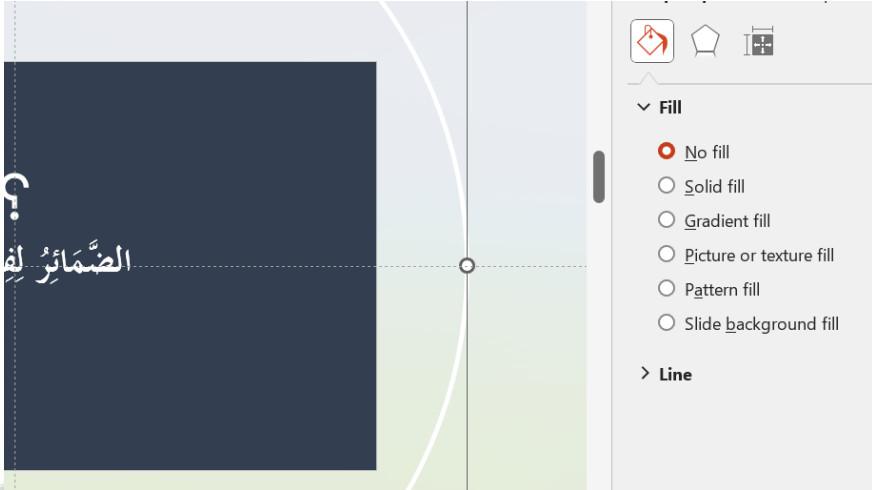 ؟
الضَّمَائِرُ
Fill
No fill
Solid fill
Gradient fill
Picture or texture fill
Pattern fill
Slide background fill
Line